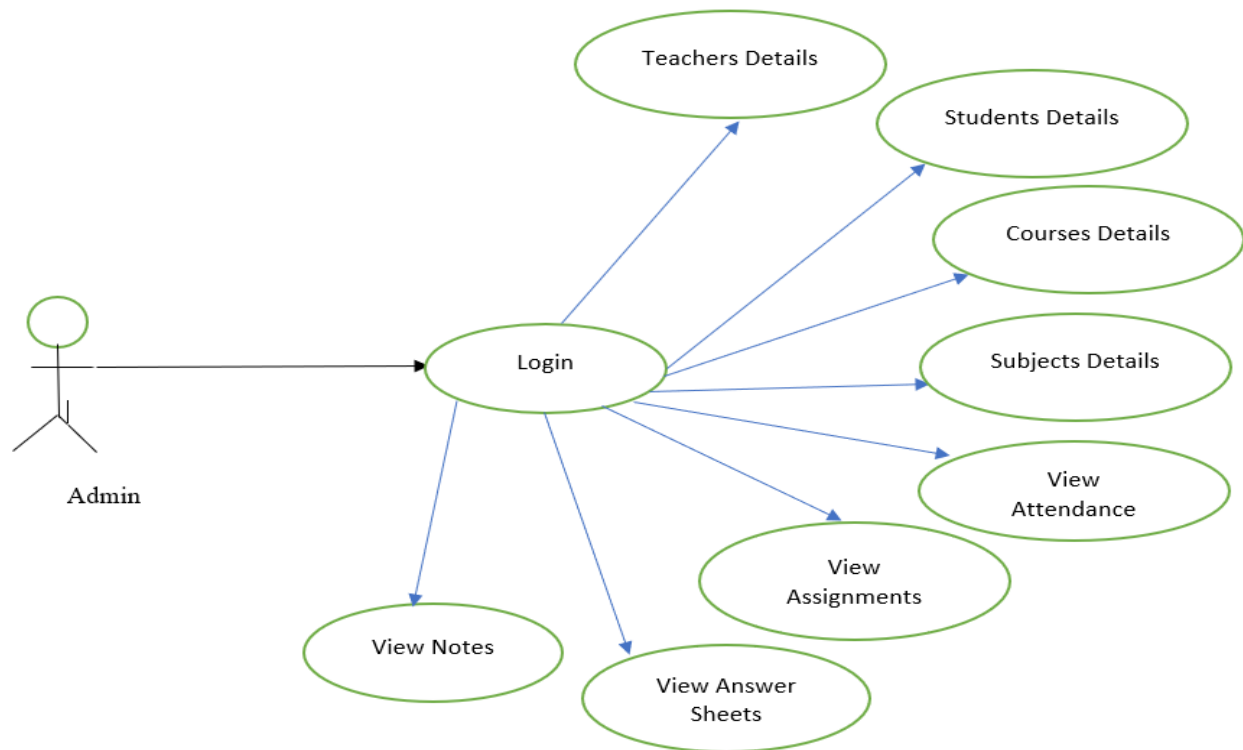 Teachers Details
Students Details
Courses Details
Login
Subjects Details
View
Attendance
Admin
View
Assignments
View Notes
View Answer
Sheets